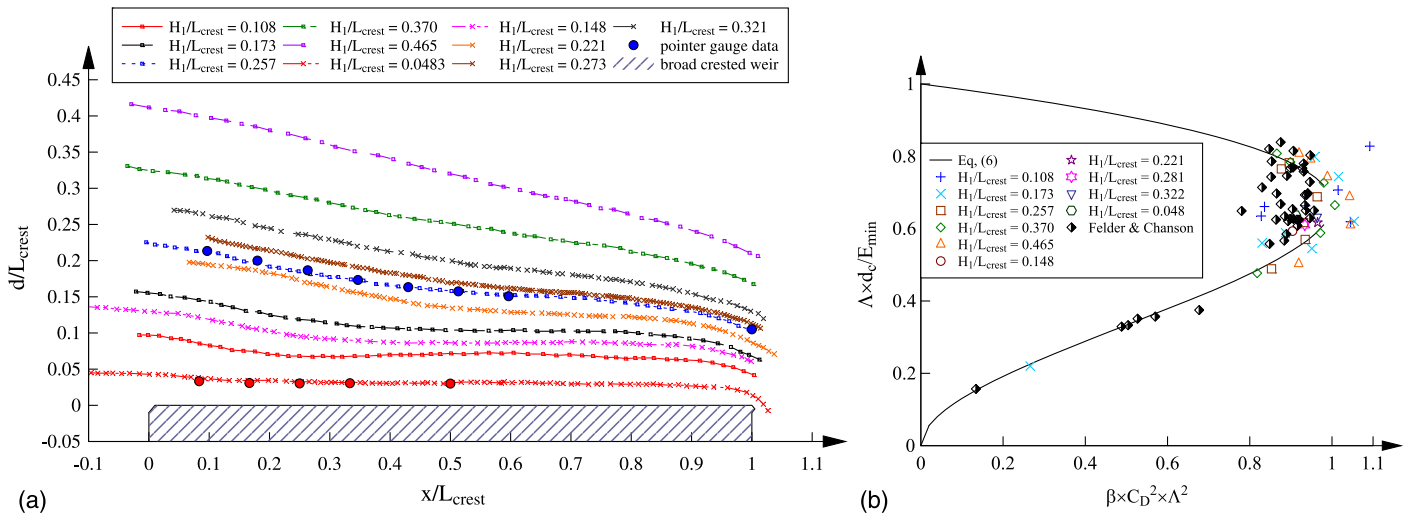 H1/Lcrest = 0.108
H1/Lcrest = 0.173
H1/Lcrest = 0.257
H1/Lcrest = 0.370
H1/Lcrest = 0.465
H1/Lcrest = 0.0483
H1/Lcrest = 0.148
H1/Lcrest = 0.221
H1/Lcrest = 0.273
H1/Lcrest = 0.321
pointer gauge data
broad crested weir
0.45
0.4
0.35
0.3
0.25
0.2
0.15
0.1
0.05
0
-0.05
d/Lcrest
-0.1 0 0.1 0.2 0.3 0.4 0.5 0.6 0.7 0.8 0.9 1 1.1
x/Lcrest
(a)
1
0.8
0.6
0.4
0.2
0
Λ×dc/Emin
Eq, (6)
H1/Lcrest = 0.108
H1/Lcrest = 0.173
H1/Lcrest = 0.257
H1/Lcrest = 0.370
H1/Lcrest = 0.465
H1/Lcrest = 0.148
H1/Lcrest = 0.221
H1/Lcrest = 0.281
H1/Lcrest = 0.322
H1/Lcrest = 0.048
Felder & Chanson
0 0.2 0.4 0.6 0.8 1 1.1
β×CD²×Λ²
(b)